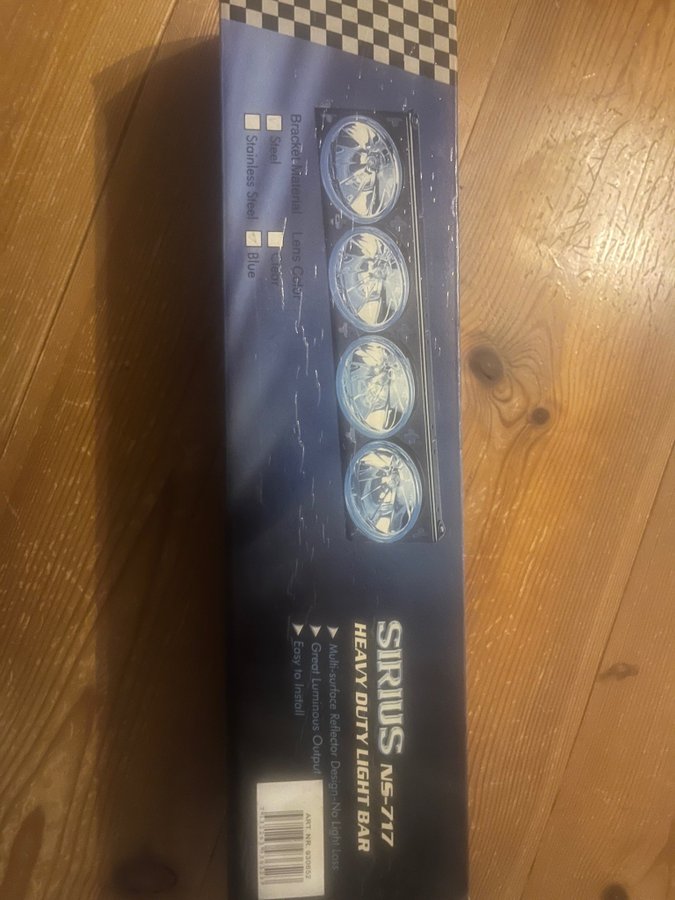 Bracket Material Lens Color
Steel Clear
Stainless Steel Blue
SIRIUS NS-717
HEAVY DUTY LIGHT BAR
Multi-surface Reflector Design-No Light Loss
Great Luminous Output
Easy to Install
ART. NR. 930652